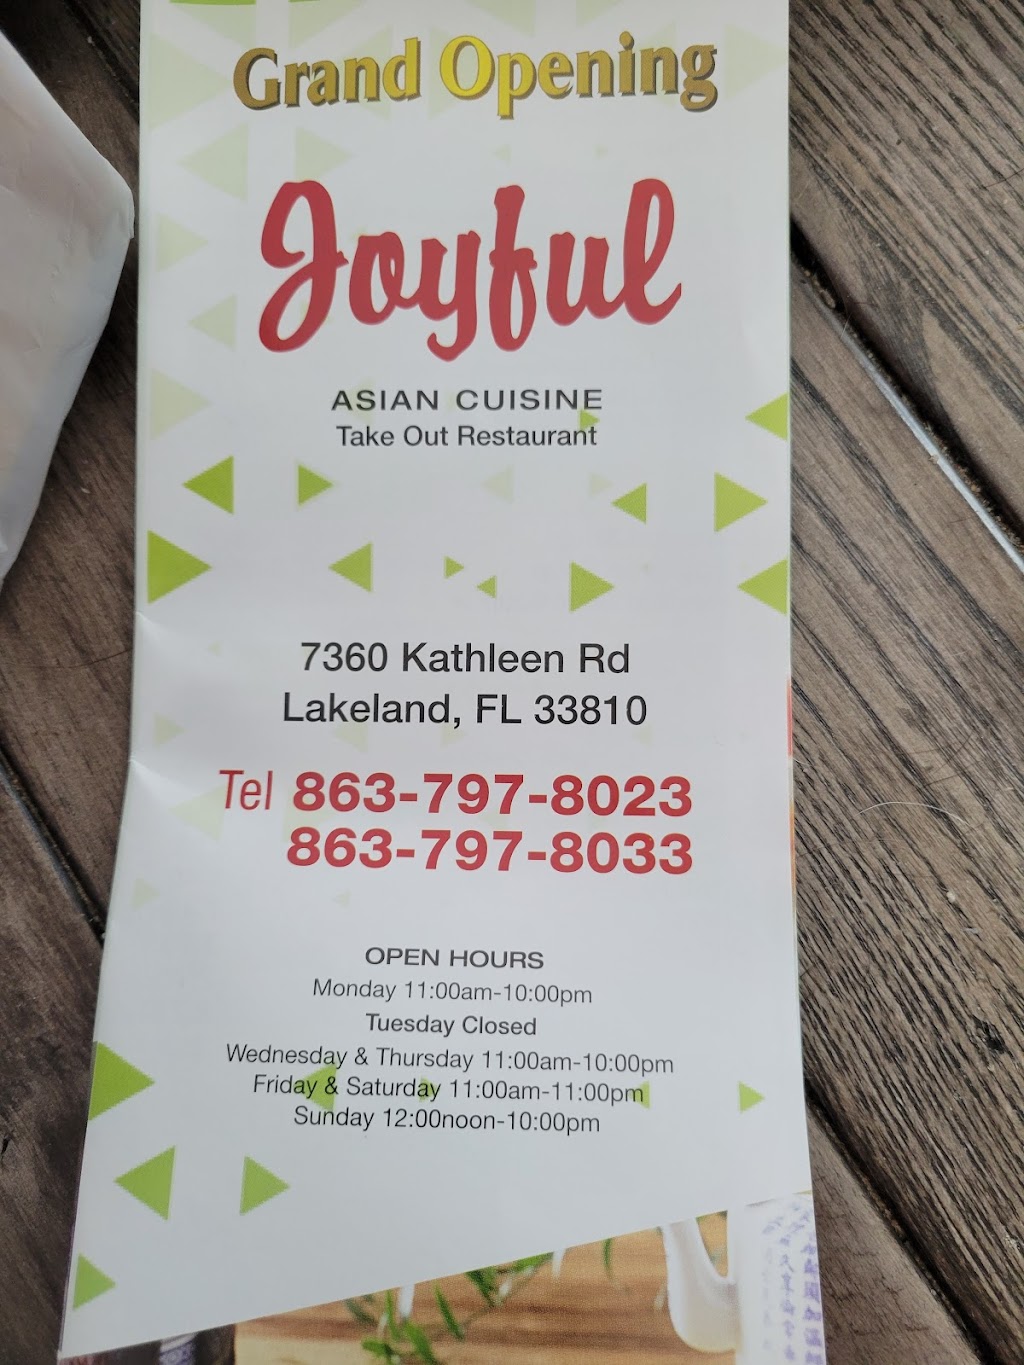 Grand Opening
Joyful
ASIAN CUISINE
Take Out Restaurant
7360 Kathleen Rd
Lakeland, FL 33810
Tel 863-797-8023
863-797-8033
OPEN HOURS
Monday 11:00am-10:00pm
Tuesday Closed
Wednesday & Thursday 11:00am-10:00pm
Friday & Saturday 11:00am-11:00pm
Sunday 12:00noon-10:00pm